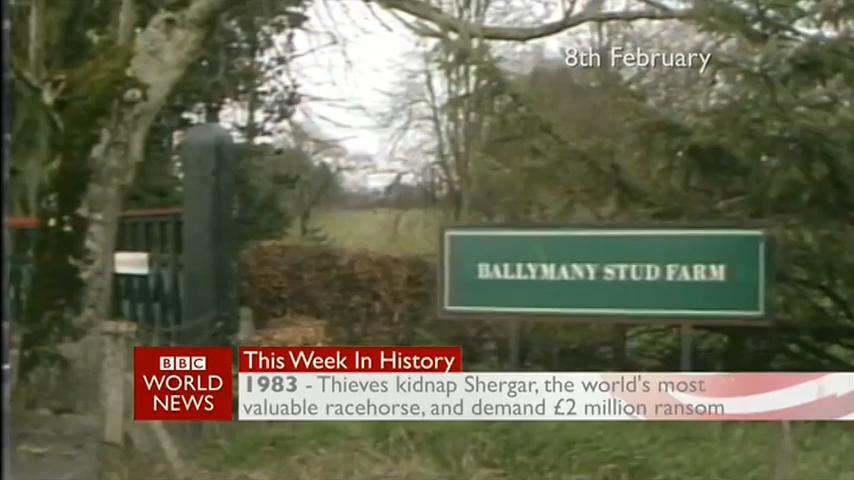 8th February
BALLYMANY STUD FARM
BBC
WORLD
NEWS
This Week In History
1983 - Thieves kidnap Shergar, the world's most
valuable racehorse, and demand £2 million ransom